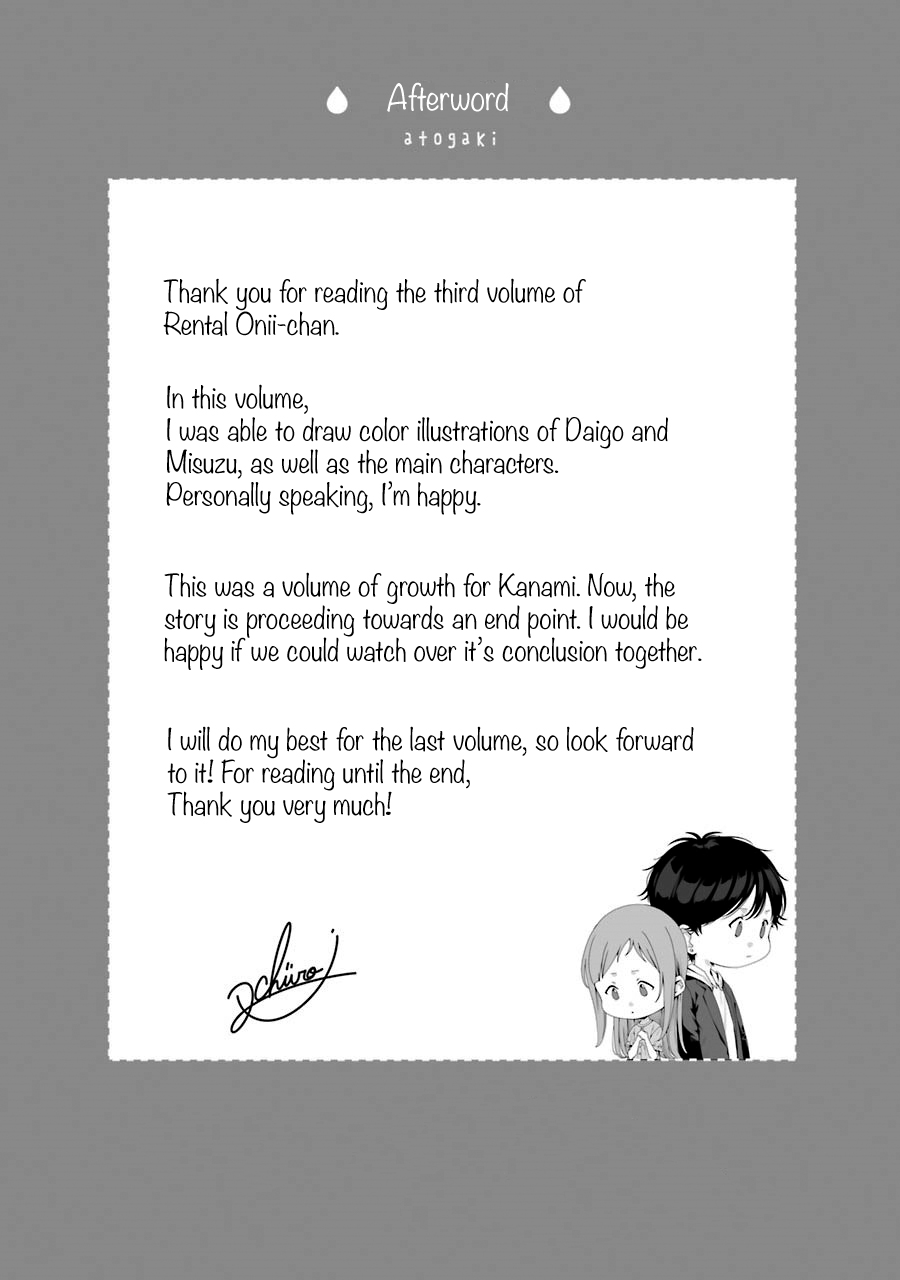 Afterword
atogaki
Thank you for reading the third volume of
Rental Onii-chan.
In this volume,
I was able to draw color illustrations of Daigo and
Misuzu, as well as the main characters.
Personally speaking, I'm happy.
This was a volume of growth for Kanami. Now, the
story is proceeding towards an end point. I would be
happy if we could watch over it's conclusion together.
I will do my best for the last volume, so look forward
to it! For reading until the end,
Thank you very much!